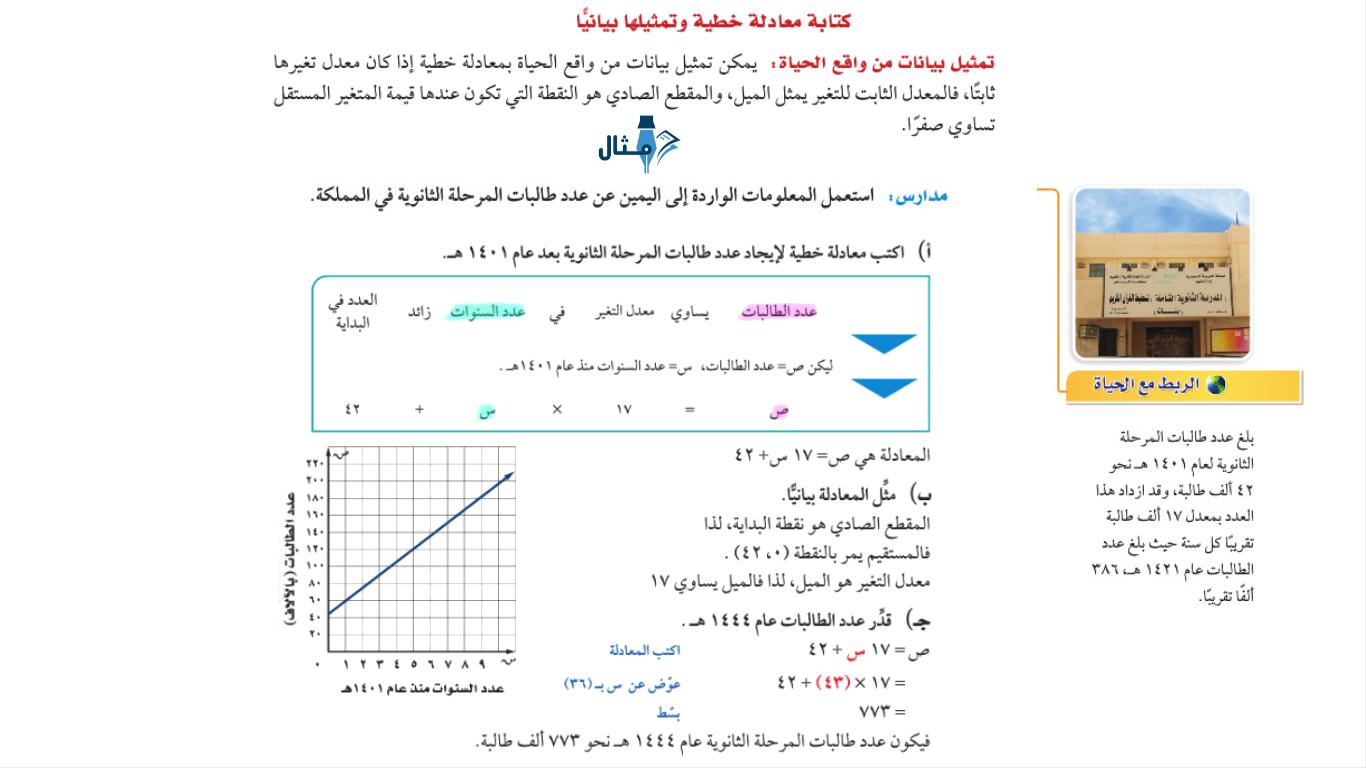 كتابة معادلة خطية وتمثيلها بيانيًّا
تمثيل بيانات من واقع الحياة: يمكن تمثيل بيانات من واقع الحياة بمعادلة خطية إذا كان معدل تغيرها
ثابتًا، فالمعدل الثابت للتغير يمثل الميل، والمقطع الصادي هو النقطة التي تكون عندها قيمة المتغير المستقل
تساوي صفرًا.
مثال
مدارس: استعمل المعلومات الواردة إلى اليمين عن عدد طالبات المرحلة الثانوية في المملكة.
الربط مع الحياة
بلغ عدد طالبات المرحلة
الثانوية لعام ١٤٠١ هـ نحو
٤٢ ألف طالبة، وقد ازداد هذا
العدد بمعدل ١٧ ألف طالبة
تقريبًا كل سنة حيث بلغ عدد
الطالبات عام ١٤٢١ هـ، ٣٨٦
ألفًا تقريبًا.
أ) اكتب معادلة خطية لإيجاد عدد طالبات المرحلة الثانوية بعد عام ١٤٠١ هـ.
عدد الطالبات يساوي معدل التغير في عدد السنوات زائد العدد في البداية
ليكن ص= عدد الطالبات، س= عدد السنوات منذ عام ١٤٠١هـ .
ص = ١٧ × س + ٤٢
المعادلة هي ص= ١٧ س+ ٤٢
ب) مثِّل المعادلة بيانيًّا.
المقطع الصادي هو نقطة البداية، لذا
فالمستقيم يمر بالنقطة (٠، ٤٢) .
معدل التغير هو الميل، لذا فالميل يساوي ١٧
ص
٢٢٠
٢٠٠
١٨٠
١٦٠
١٤٠
١٢٠
١٠٠
٨٠
٦٠
٤٠
٢٠
٠ ١ ٢ ٣ ٤ ٥ ٦ ٧ ٨ ٩ س
عدد الطالبات (بالآلاف)
عدد السنوات منذ عام ١٤٠١هـ
جـ) قدِّر عدد الطالبات عام ١٤٤٤ هـ .
ص = ١٧ س + ٤٢ اكتب المعادلة
= ١٧ × (٤٣) + ٤٢ عوّض عن س بـ (٣٦)
= ٧٧٣ بسّط
فيكون عدد طالبات المرحلة الثانوية عام ١٤٤٤ هـ نحو ٧٧٣ ألف طالبة.